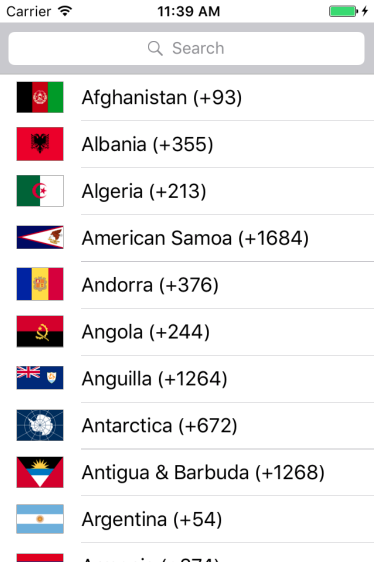 Carrier 11:39 AM
Search
Afghanistan (+93)
Albania (+355)
Algeria (+213)
American Samoa (+1684)
Andorra (+376)
Angola (+244)
Anguilla (+1264)
Antarctica (+672)
Antigua & Barbuda (+1268)
Argentina (+54)